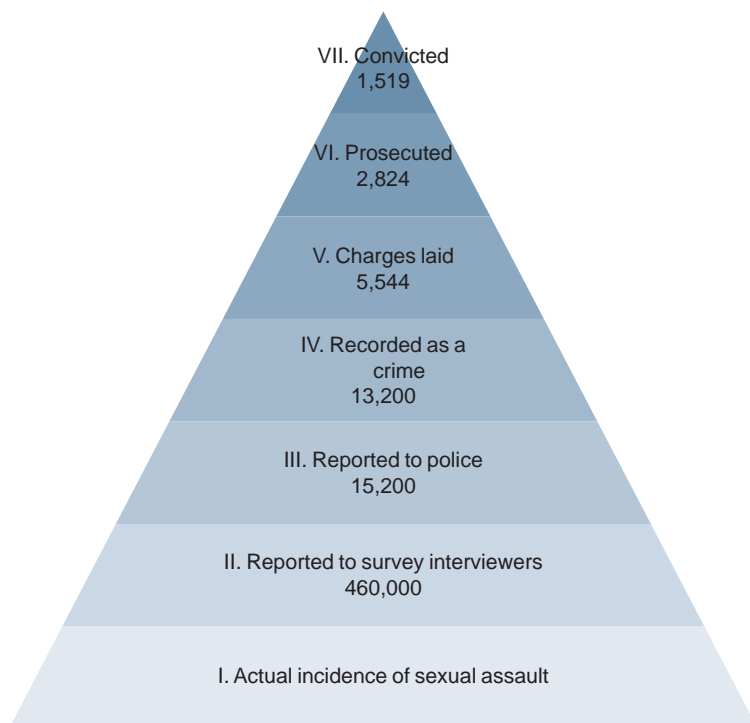 VII. Convicted
1,519
VI. Prosecuted
2,824
V. Charges laid
5,544
IV. Recorded as a
crime
13,200
III. Reported to police
15,200
II. Reported to survey interviewers
460,000
I. Actual incidence of sexual assault